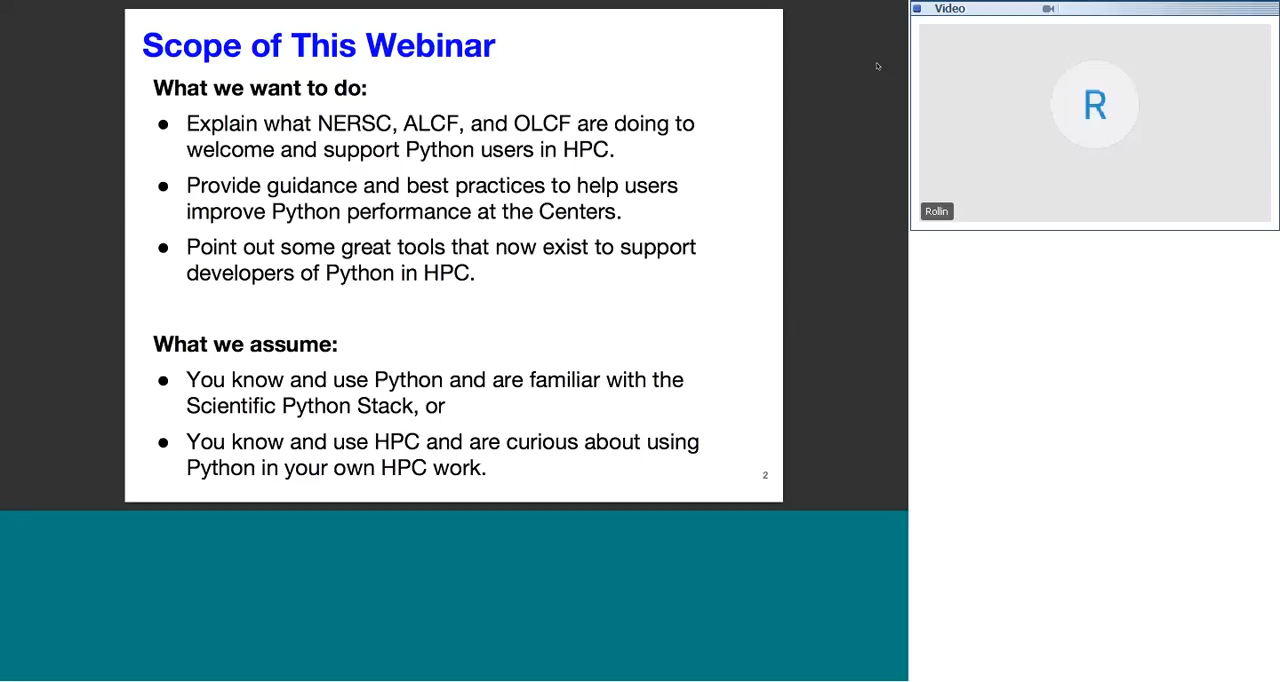 Scope of This Webinar
What we want to do:
● Explain what NERSC, ALCF, and OLCF are doing to
welcome and support Python users in HPC.
● Provide guidance and best practices to help users
improve Python performance at the Centers.
● Point out some great tools that now exist to support
developers of Python in HPC.
What we assume:
● You know and use Python and are familiar with the
Scientific Python Stack, or
● You know and use HPC and are curious about using
Python in your own HPC work.
2
Video
R
Rolin